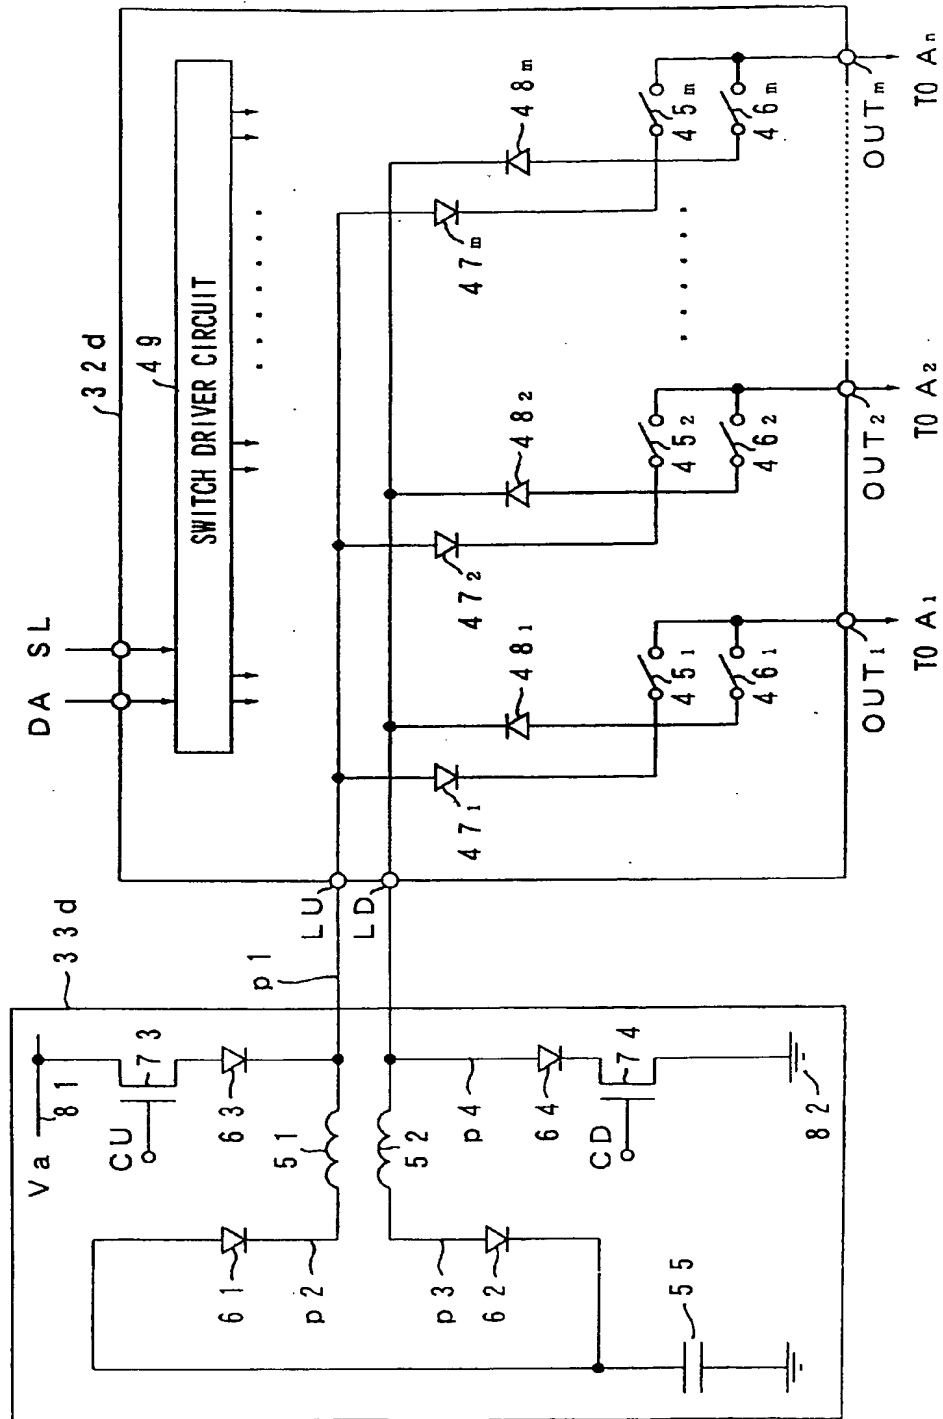 32d
DA
SL
49
SWITCH DRIVER CIRCUIT
33d
Va
81
CU
73
63
61
p2
51
p1
LU
LD
52
p3
62
p4
64
CD
74
82
55
47₁
48₁
45₁
46₁
47₂
48₂
45₂
46₂
47m
48m
45m
46m
OUT₁
OUT₂
OUTm
TO A₁
TO A₂
TO An